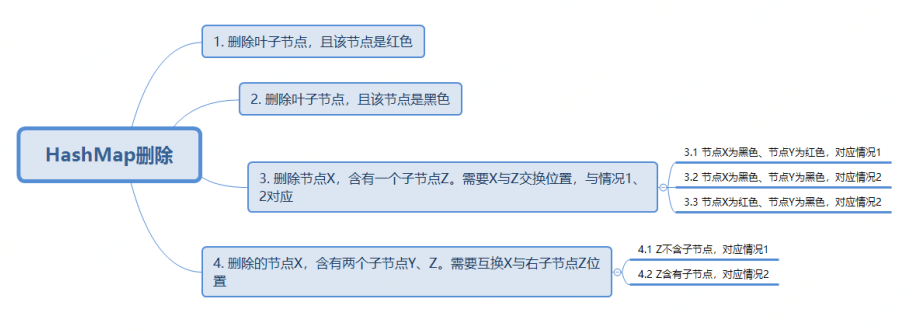 1. 删除叶子节点，且该节点是红色
2. 删除叶子节点，且该节点是黑色
HashMap删除
3. 删除节点X，含有一个子节点Z。需要X与Z交换位置，与情况1、
2对应
3.1 节点X为黑色、节点Y为红色，对应情况1
3.2 节点X为黑色、节点Y为黑色，对应情况2
3.3 节点X为红色、节点Y为黑色，对应情况2
4. 删除的节点X，含有两个子节点Y、Z。需要互换X与右子节点Z位
置
4.1 Z不含子节点，对应情况1
4.2 Z含有子节点，对应情况2